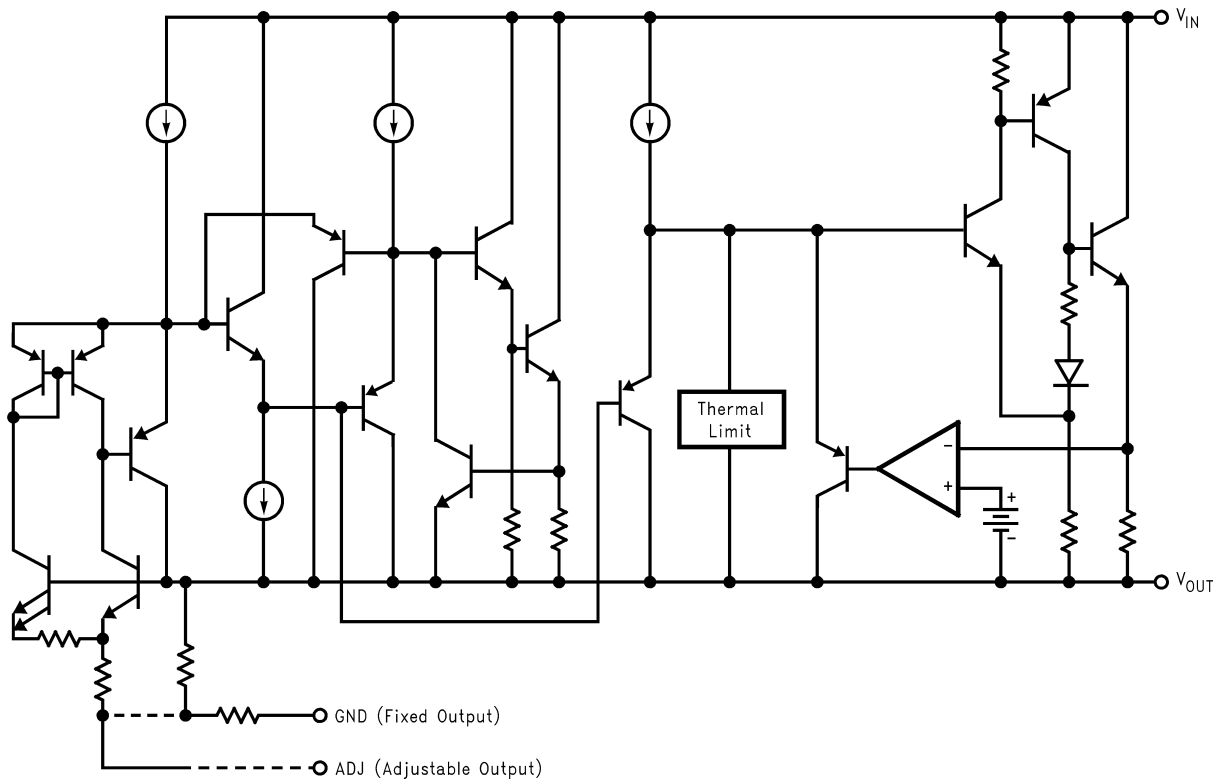 V_IN
Thermal
Limit
−
+
+
−
V_OUT
GND (Fixed Output)
ADJ (Adjustable Output)